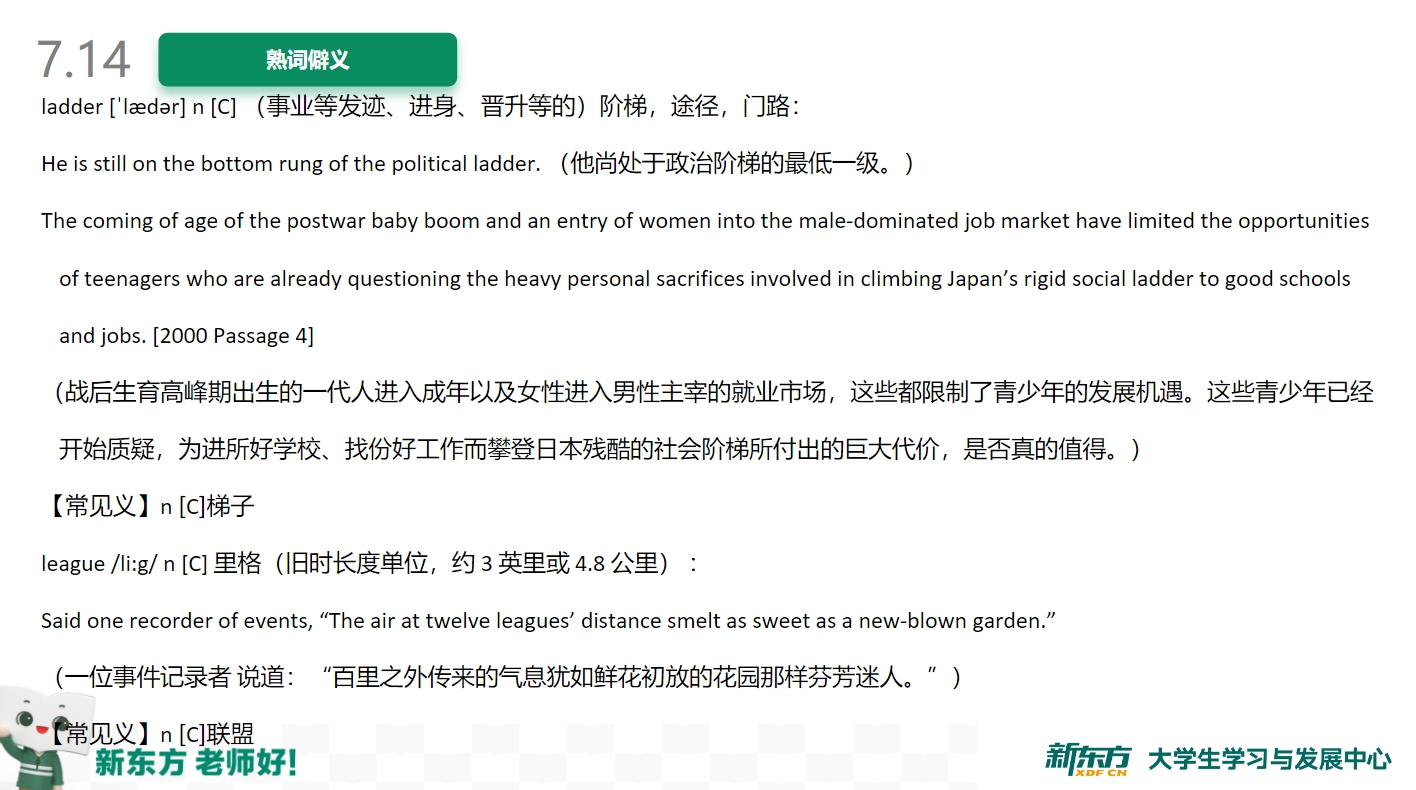 7.14
熟词僻义
ladder [ˈlædər] n [C] （事业等发迹、进身、晋升等的）阶梯，途径，门路：
He is still on the bottom rung of the political ladder. （他尚处于政治阶梯的最低一级。）
The coming of age of the postwar baby boom and an entry of women into the male-dominated job market have limited the opportunities
of teenagers who are already questioning the heavy personal sacrifices involved in climbing Japan’s rigid social ladder to good schools
and jobs. [2000 Passage 4]
（战后生育高峰期出生的一代人进入成年以及女性进入男性主宰的就业市场，这些都限制了青少年的发展机遇。这些青少年已经
开始质疑，为进所好学校、找份好工作而攀登日本残酷的社会阶梯所付出的巨大代价，是否真的值得。）
【常见义】n [C]梯子
league /li:g/ n [C] 里格（旧时长度单位，约 3 英里或 4.8 公里）：
Said one recorder of events, “The air at twelve leagues’ distance smelt as sweet as a new-blown garden.”
（一位事件记录者 说道：“百里之外传来的气息犹如鲜花初放的花园那样芬芳迷人。”)
【常见义】n [C]联盟
新东方 老师好!
新东方 XDF.CN 大学生学习与发展中心